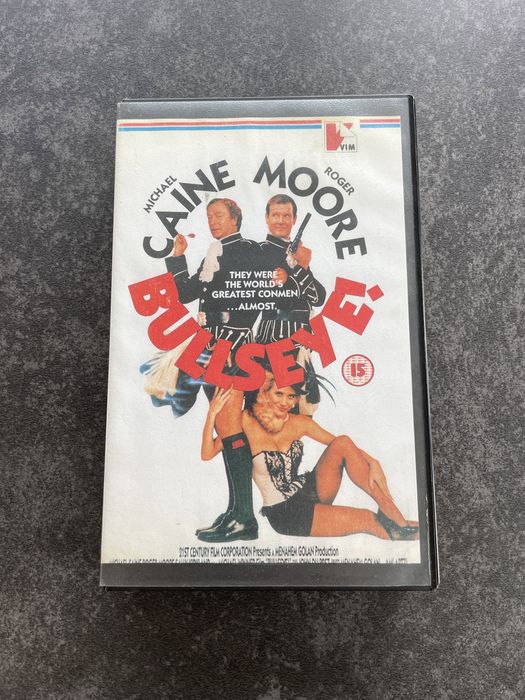 VIM
MICHAEL
CAINE
ROGER
MOORE
THEY WERE
THE WORLD'S
GREATEST CONMEN
...ALMOST.
BULLSEYE!
15
21ST CENTURY FILM CORPORATION Presents A MENAHEM GOLAN Production